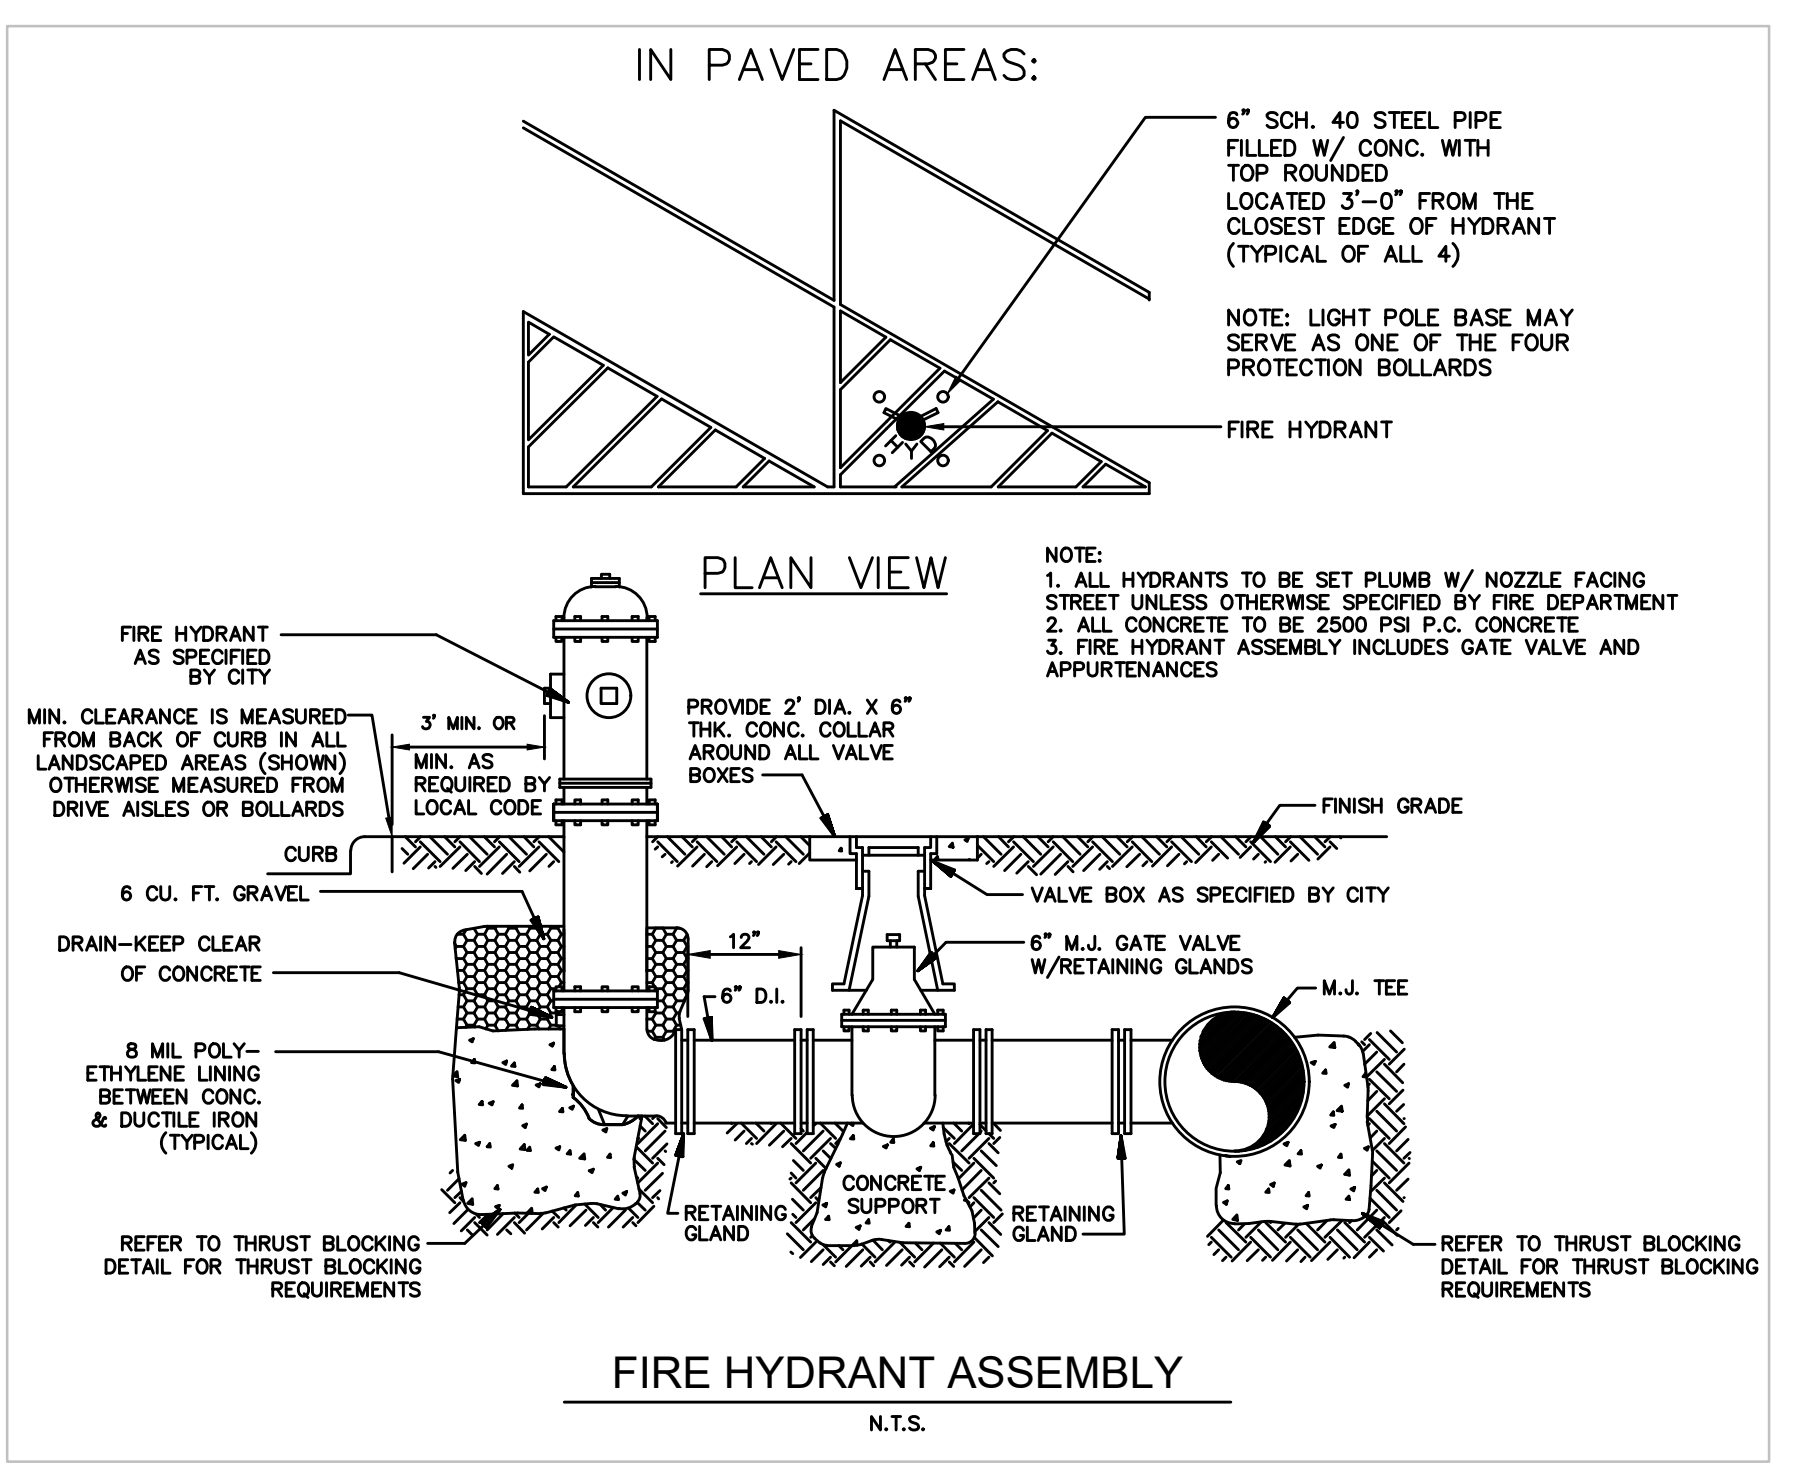 IN PAVED AREAS:
6" SCH. 40 STEEL PIPE
FILLED W/ CONC. WITH
TOP ROUNDED
LOCATED 3'-0" FROM THE
CLOSEST EDGE OF HYDRANT
(TYPICAL OF ALL 4)
NOTE: LIGHT POLE BASE MAY
SERVE AS ONE OF THE FOUR
PROTECTION BOLLARDS
FIRE HYDRANT
HYD
PLAN VIEW
NOTE:
1. ALL HYDRANTS TO BE SET PLUMB W/ NOZZLE FACING
STREET UNLESS OTHERWISE SPECIFIED BY FIRE DEPARTMENT
2. ALL CONCRETE TO BE 2500 PSI P.C. CONCRETE
3. FIRE HYDRANT ASSEMBLY INCLUDES GATE VALVE AND
APPURTENANCES
FIRE HYDRANT
AS SPECIFIED
BY CITY
MIN. CLEARANCE IS MEASURED
FROM BACK OF CURB IN ALL
LANDSCAPED AREAS (SHOWN)
OTHERWISE MEASURED FROM
DRIVE AISLES OR BOLLARDS
3' MIN. OR
MIN. AS
REQUIRED BY
LOCAL CODE
PROVIDE 2' DIA. X 6"
THK. CONC. COLLAR
AROUND ALL VALVE
BOXES
FINISH GRADE
CURB
6 CU. FT. GRAVEL
VALVE BOX AS SPECIFIED BY CITY
DRAIN-KEEP CLEAR
OF CONCRETE
12"
6" M.J. GATE VALVE
W/RETAINING GLANDS
6" D.I.
M.J. TEE
8 MIL POLY-
ETHYLENE LINING
BETWEEN CONC.
& DUCTILE IRON
(TYPICAL)
CONCRETE
SUPPORT
RETAINING
GLAND
RETAINING
GLAND
REFER TO THRUST BLOCKING
DETAIL FOR THRUST BLOCKING
REQUIREMENTS
REFER TO THRUST BLOCKING
DETAIL FOR THRUST BLOCKING
REQUIREMENTS
FIRE HYDRANT ASSEMBLY
N.T.S.